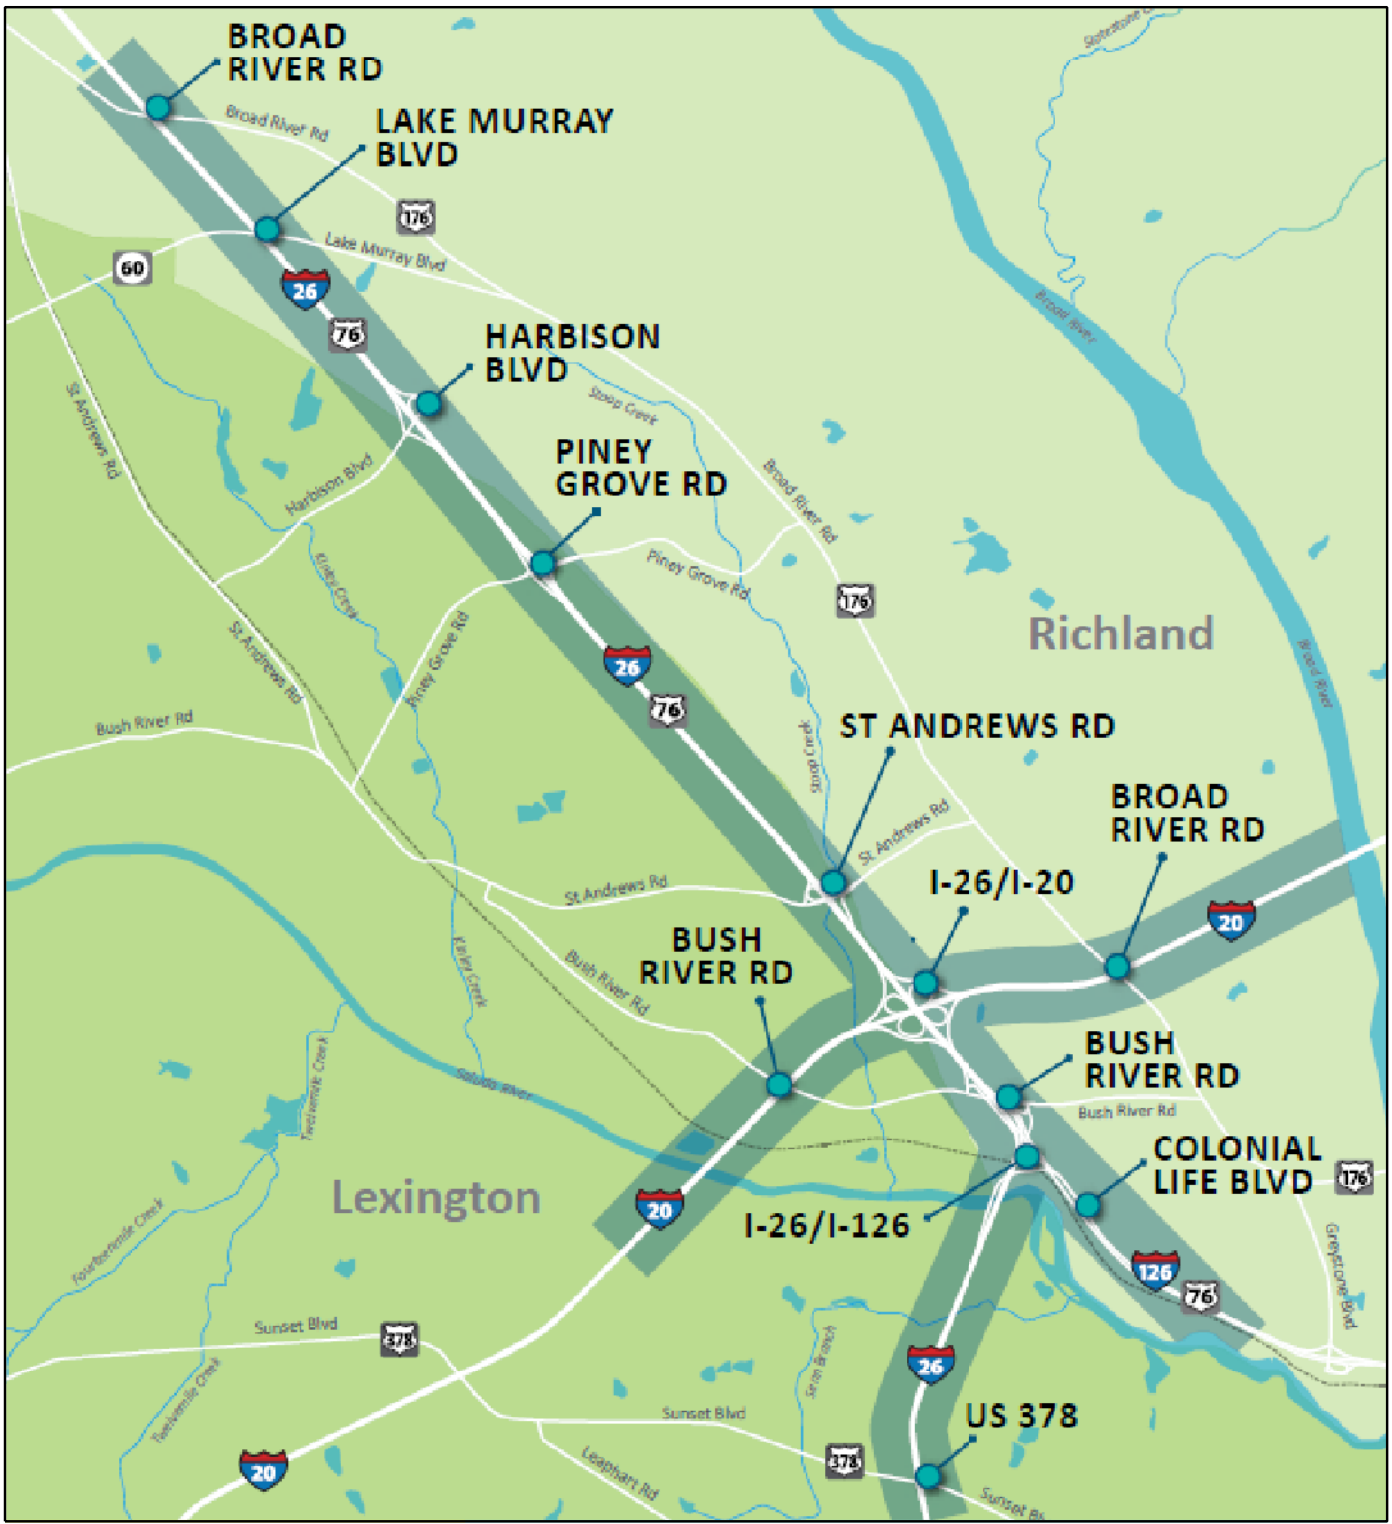 BROAD
RIVER RD
Broad River Rd
LAKE MURRAY
BLVD
176
Lake Murray Blvd
60
26
76
Broad River
HARBISON
BLVD
Stoop Creek
St Andrews Rd
Harbison Blvd
PINEY
GROVE RD
Broad River Rd
Kinley Creek
Piney Grove Rd
176
Richland
St Andrews Rd
Piney Grove Rd
26
76
Broad River
Bush River Rd
ST ANDREWS RD
Stoop Creek
BROAD
RIVER RD
St Andrews Rd
I-26/I-20
St Andrews Rd
20
BUSH
RIVER RD
Bush River Rd
Kinley Creek
BUSH
RIVER RD
Bush River Rd
Saluda River
Twelvemile Creek
COLONIAL
LIFE BLVD
176
Lexington
20
I-26/I-126
Fourteenmile Creek
126
76
Greystone Blvd
Sunset Blvd
378
26
Twelvemile Creek
Sunset Blvd
US 378
378
20
Leaphart Rd
Sunset